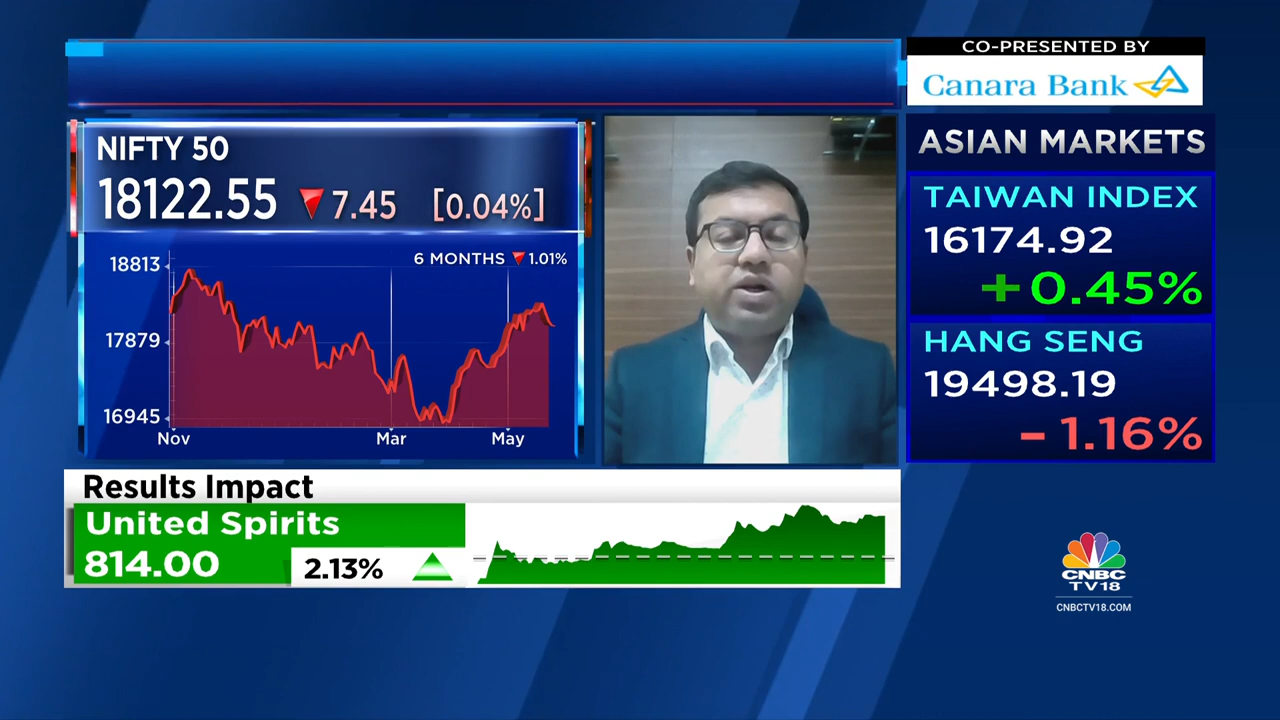 CO-PRESENTED BY
Canara Bank
NIFTY 50
18122.55 ▼ 7.45 [0.04%]
6 MONTHS ▼ 1.01%
18813
17879
16945
Nov Mar May
ASIAN MARKETS
TAIWAN INDEX
16174.92
+0.45%
HANG SENG
19498.19
- 1.16%
Results Impact
United Spirits
814.00 2.13% ▲
CNBC
TV18
CNBCTV18.COM